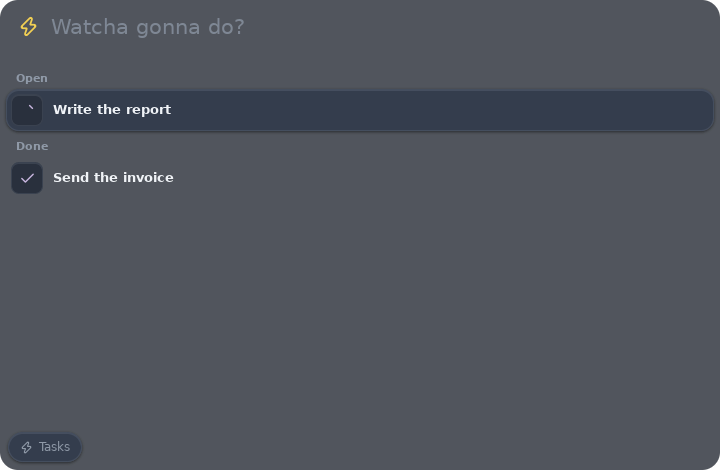 Watcha gonna do?
Open
Write the report
Done
Send the invoice
Tasks